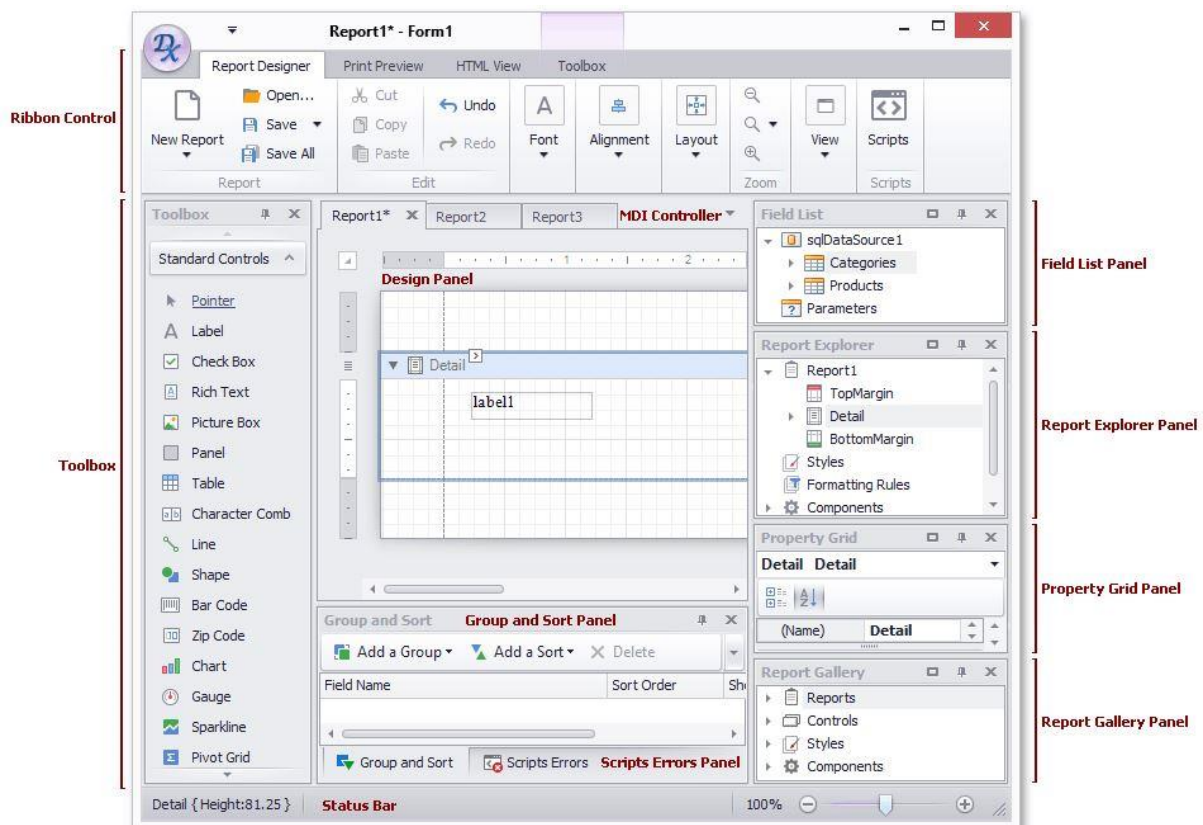 Report1* - Form1
Report Designer
Print Preview
HTML View
Toolbox
Ribbon Control
New Report
Open...
Save
Save All
Report
Cut
Copy
Paste
Undo
Redo
Edit
Font
Alignment
Layout
Zoom
View
Scripts
Scripts
Toolbox
Toolbox
Standard Controls
Pointer
Label
Check Box
Rich Text
Picture Box
Panel
Table
Character Comb
Line
Shape
Bar Code
Zip Code
Chart
Gauge
Sparkline
Pivot Grid
Report1*
Report2
Report3
MDI Controller
1
2
Design Panel
Detail
label1
Group and Sort
Group and Sort Panel
Add a Group
Add a Sort
Delete
Field Name
Sort Order
Sho
Group and Sort
Scripts Errors
Scripts Errors Panel
Field List
sqlDataSource1
Categories
Products
Parameters
Field List Panel
Report Explorer
Report1
TopMargin
Detail
BottomMargin
Styles
Formatting Rules
Components
Report Explorer Panel
Property Grid
Detail Detail
(Name) Detail
Property Grid Panel
Report Gallery
Reports
Controls
Styles
Components
Report Gallery Panel
Detail { Height:81.25 }
Status Bar
100%